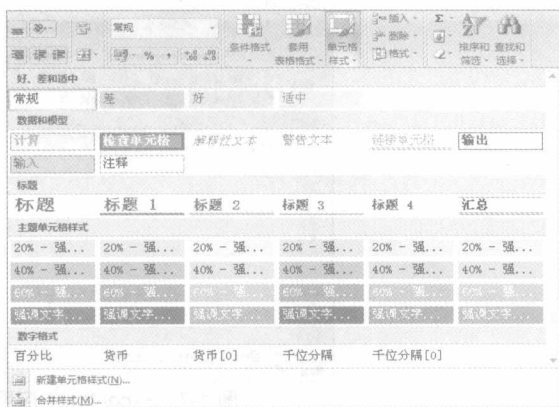 常规 插入 Σ
条件格式 套用 单元格 删除 排序和 查找和
% , 表格格式 样式 格式 筛选 选择
好、差和适中
常规 差 好 适中
数据和模型
计算 检查单元格 解释性文本 警告文本 链接单元格 输出
输入 注释
标题
标题 标题 1 标题 2 标题 3 标题 4 汇总
主题单元格样式
20% - 强... 20% - 强... 20% - 强... 20% - 强... 20% - 强... 20% - 强...
40% - 强... 40% - 强... 40% - 强... 40% - 强... 40% - 强... 40% - 强...
60% - 强... 60% - 强... 60% - 强... 60% - 强... 60% - 强... 60% - 强...
强调文字... 强调文字... 强调文字... 强调文字... 强调文字... 强调文字...
数字格式
百分比 货币 货币[0] 千位分隔 千位分隔[0]
新建单元格样式(N)...
合并样式(M)...